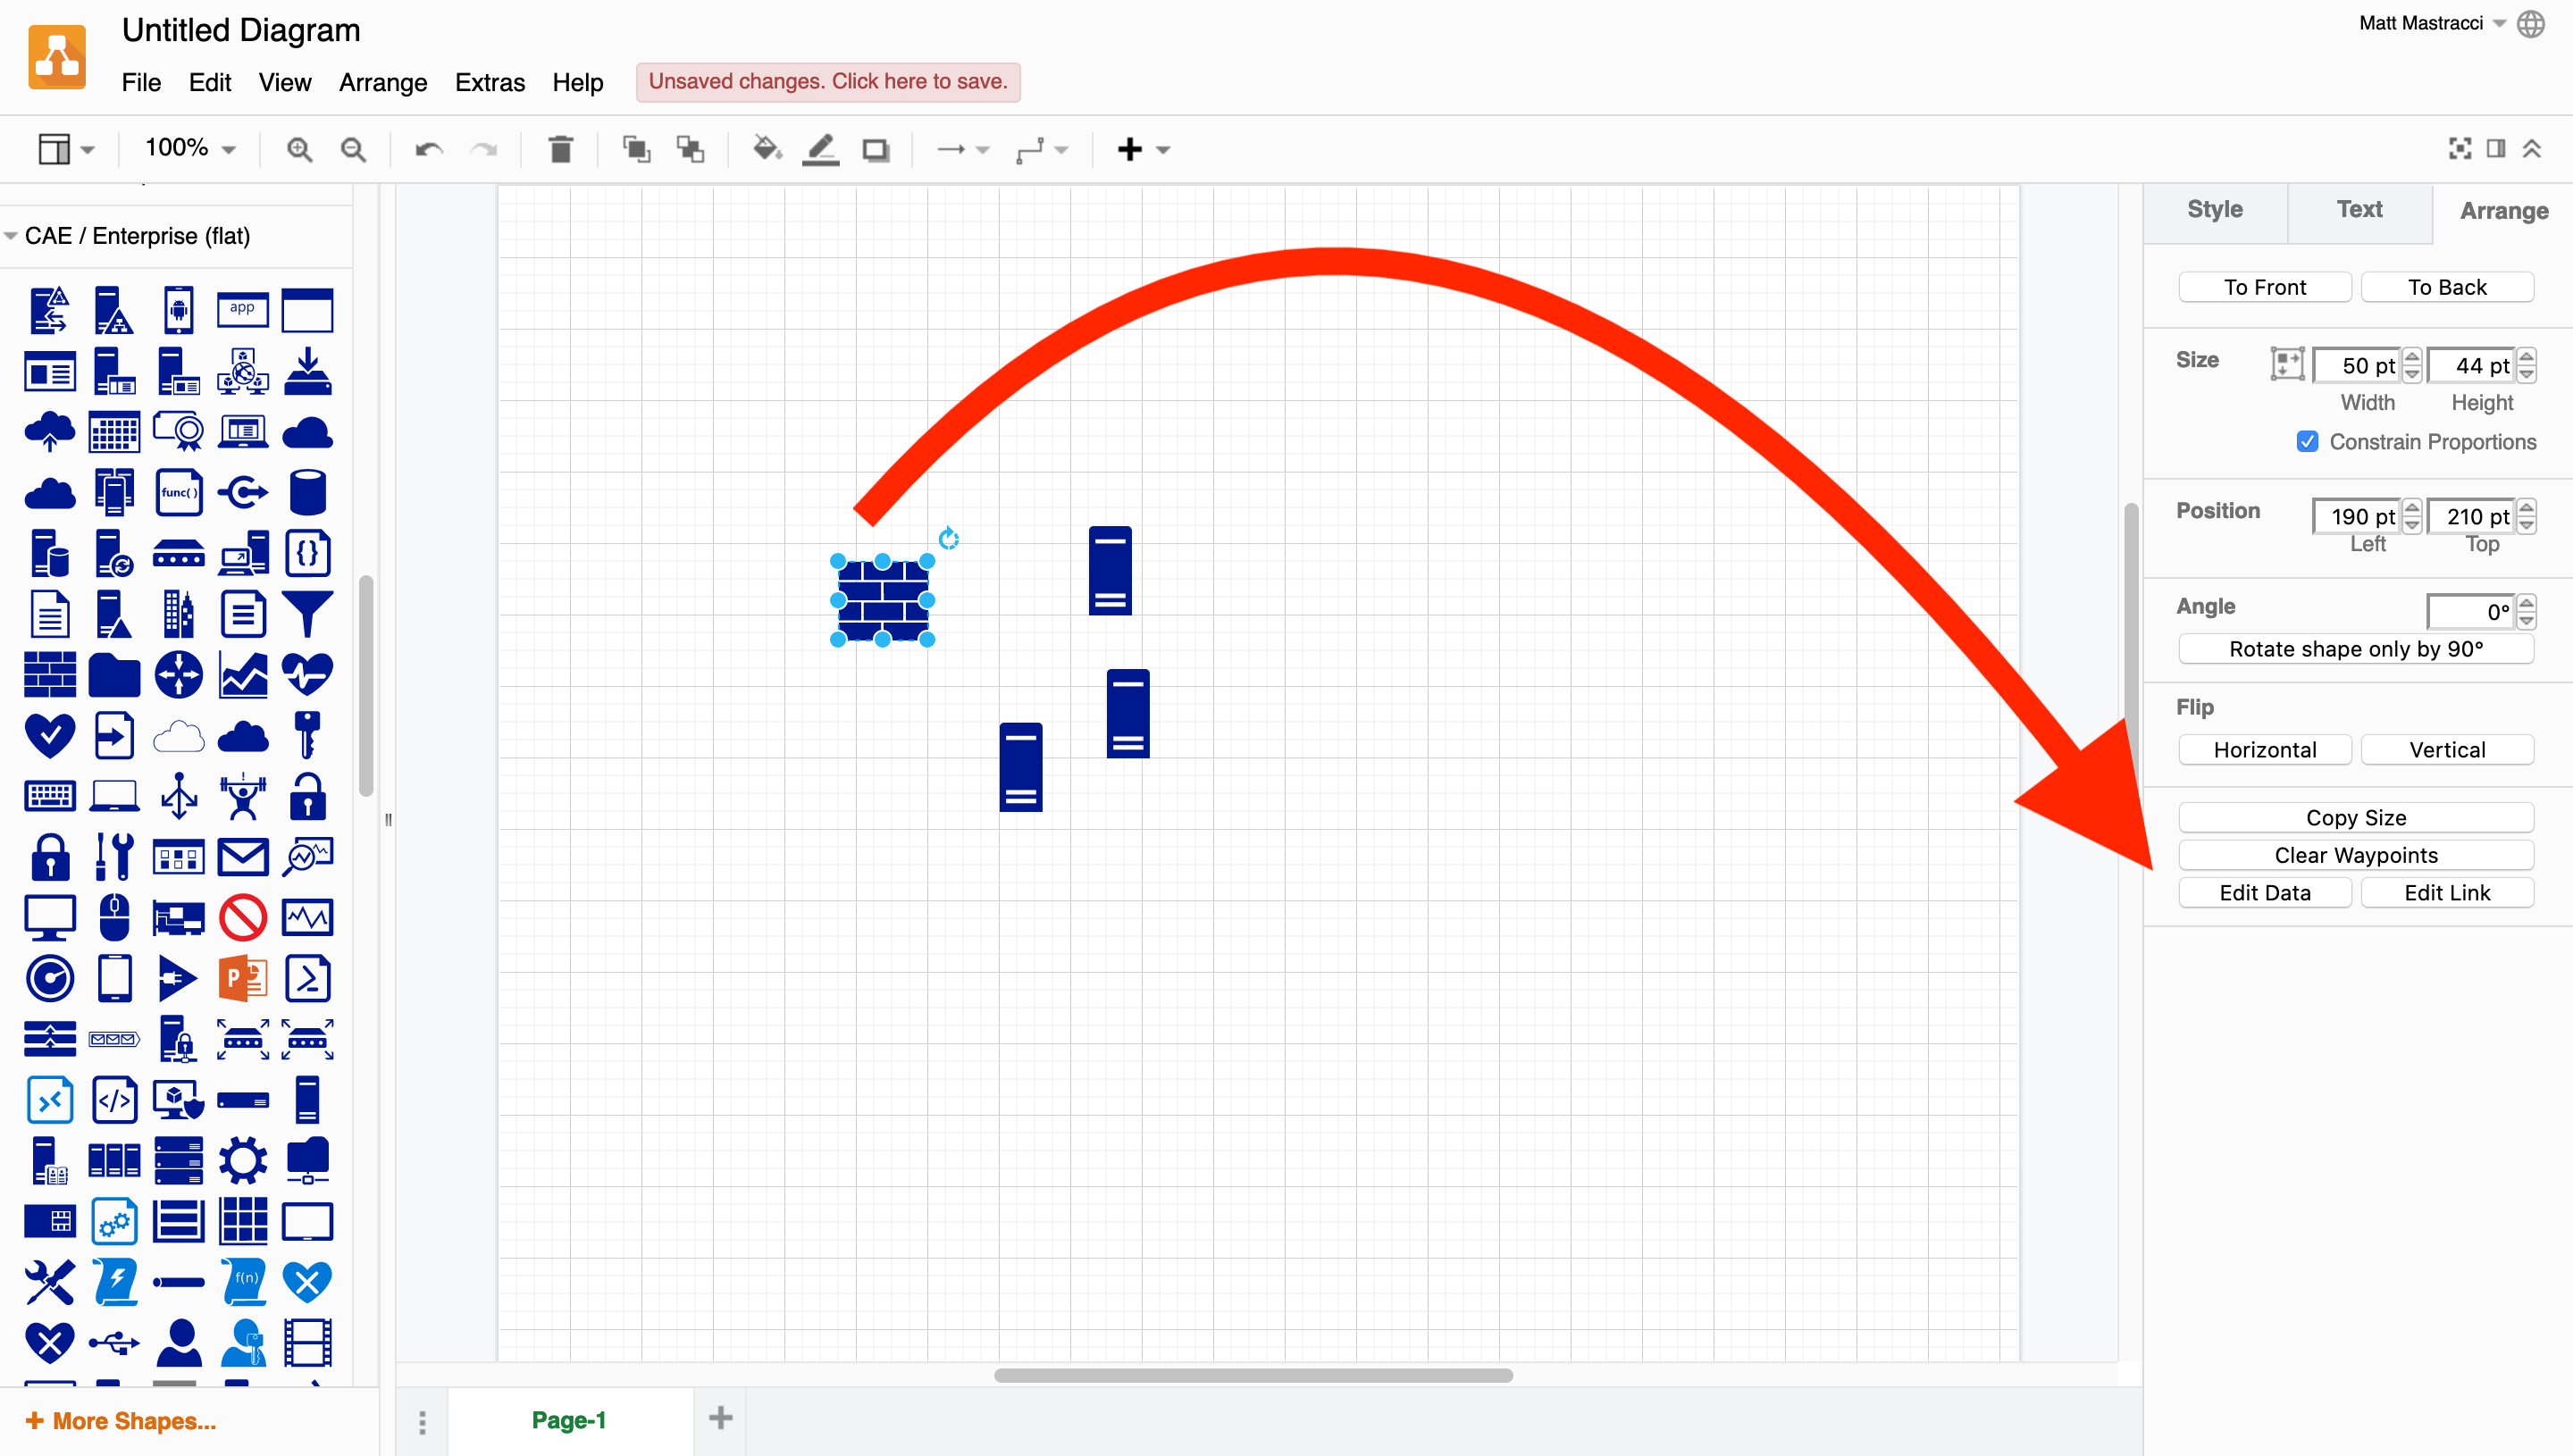 Untitled Diagram
Matt Mastracci
File Edit View Arrange Extras Help Unsaved changes. Click here to save.
100%
Style Text Arrange
CAE / Enterprise (flat)
To Front To Back
app
Size 50 pt 44 pt
Width Height
Constrain Proportions
func( )
Position 190 pt 210 pt
Left Top
{}
Angle 0°
Rotate shape only by 90°
Flip
Horizontal Vertical
Copy Size
Clear Waypoints
Edit Data Edit Link
P
</>
f(n)
+ More Shapes...
Page-1